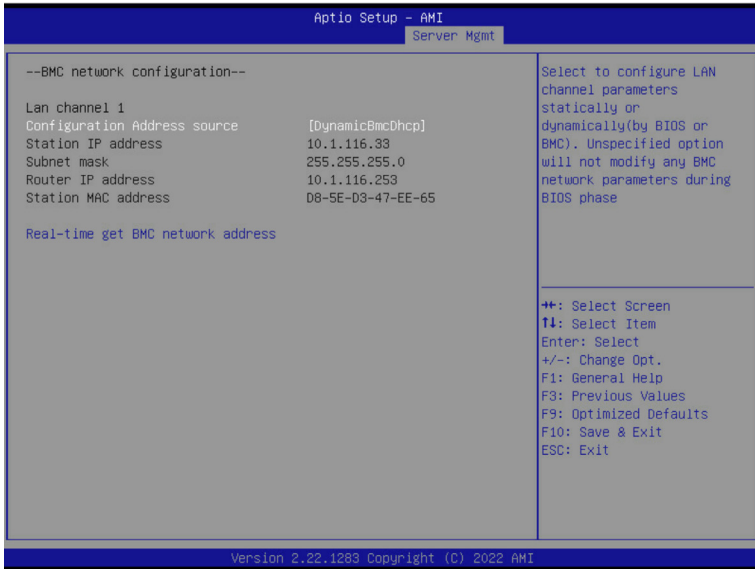 Aptio Setup - AMI
Server Mgmt
--BMC network configuration--
Lan channel 1
Configuration Address source [DynamicBmcDhcp]
Station IP address 10.1.116.33
Subnet mask 255.255.255.0
Router IP address 10.1.116.253
Station MAC address D8-5E-D3-47-EE-65
Real-time get BMC network address
Select to configure LAN
channel parameters
statically or
dynamically(by BIOS or
BMC). Unspecified option
will not modify any BMC
network parameters during
BIOS phase
→←: Select Screen
↑↓: Select Item
Enter: Select
+/-: Change Opt.
F1: General Help
F3: Previous Values
F9: Optimized Defaults
F10: Save & Exit
ESC: Exit
Version 2.22.1283 Copyright (C) 2022 AMI